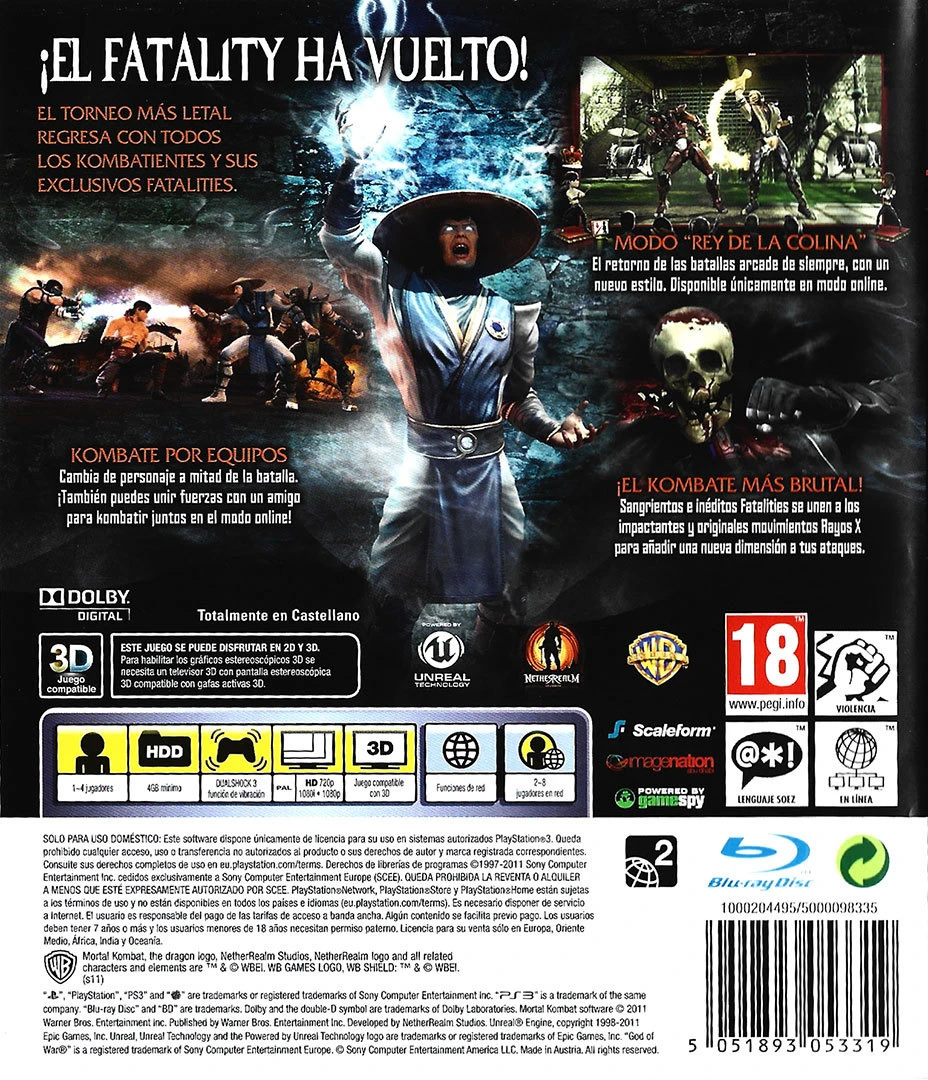 ¡EL FATALITY HA VUELTO!
EL TORNEO MÁS LETAL
REGRESA CON TODOS
LOS KOMBATIENTES Y SUS
EXCLUSIVOS FATALITIES.
MODO "REY DE LA COLINA"
El retorno de las batallas arcade de siempre, con un
nuevo estilo. Disponible únicamente en modo online.
KOMBATE POR EQUIPOS
Cambia de personaje a mitad de la batalla.
¡También puedes unir fuerzas con un amigo
para kombatir juntos en el modo online!
¡EL KOMBATE MÁS BRUTAL!
Sangrientos e inéditos Fatalities se unen a los
impactantes y originales movimientos Rayos X
para añadir una nueva dimensión a tus ataques.
DOLBY
DIGITAL
Totalmente en Castellano
3D
Juego
compatible
ESTE JUEGO SE PUEDE DISFRUTAR EN 2D Y 3D.
Para habilitar los gráficos estereoscópicos 3D se
necesita un televisor 3D con pantalla estereoscópica
3D compatible con gafas activas 3D.
POWERED BY
UNREAL
TECHNOLOGY
NETHERREALM
STUDIOS
WB
18
www.pegi.info
VIOLENCIA
Scaleform
imagenation
abu dhabi
POWERED BY
gamespy
@*!
LENGUAJE SOEZ
EN LÍNEA
1-4 jugadores
HDD
4GB mínimo
DUALSHOCK 3
función de vibración
PAL
HD 720p
1080i • 1080p
3D
Juego compatible
con 3D
Funciones de red
2-8
jugadores en red
SOLO PARA USO DOMÉSTICO: Este software dispone únicamente de licencia para su uso en sistemas autorizados PlayStation®3. Queda
prohibido cualquier acceso, uso o transferencia no autorizados al producto o sus derechos de autor y marca registrada correspondientes.
Consulte sus derechos completos de uso en eu.playstation.com/terms. Derechos de librerías de programas ©1997-2011 Sony Computer
Entertainment Inc. cedidos exclusivamente a Sony Computer Entertainment Europe (SCEE). QUEDA PROHIBIDA LA REVENTA O ALQUILER
A MENOS QUE ESTÉ EXPRESAMENTE AUTORIZADO POR SCEE. PlayStation®Network, PlayStation®Store y PlayStation®Home están sujetas
a los términos de uso y no están disponibles en todos los países e idiomas (eu.playstation.com/terms). Es necesario disponer de servicio
a Internet. El usuario es responsable del pago de las tarifas de acceso a banda ancha. Algún contenido se facilita previo pago. Los usuarios
deben tener 7 años o más y los usuarios menores de 18 años necesitan permiso paterno. Licencia para su venta sólo en Europa, Oriente
Medio, África, India y Oceanía.
Mortal Kombat, the dragon logo, NetherRealm Studios, NetherRealm logo and all related
characters and elements are ™ & © WBEI. WB GAMES LOGO, WB SHIELD: ™ & © WBEI.
(s11)
"PlayStation", "PS3" and are trademarks or registered trademarks of Sony Computer Entertainment Inc. "PS3" is a trademark of the same
company. "Blu-ray Disc" and "BD" are trademarks. Dolby and the double-D symbol are trademarks of Dolby Laboratories. Mortal Kombat software © 2011
Warner Bros. Entertainment inc. Published by Warner Bros. Entertainment Inc. Developed by NetherRealm Studios. Unreal® Engine, copyright 1998-2011
Epic Games, Inc. Unreal, Unreal Technology and the Powered by Unreal Technology logo are trademarks or registered trademarks of Epic Games, Inc. "God of
War®" is a registered trademark of Sony Computer Entertainment Europe. © Sony Computer Entertainment America LLC. Made in Austria. All rights reserved.
2
Blu-ray Disc
1000204495/5000098335
5 051893 053319